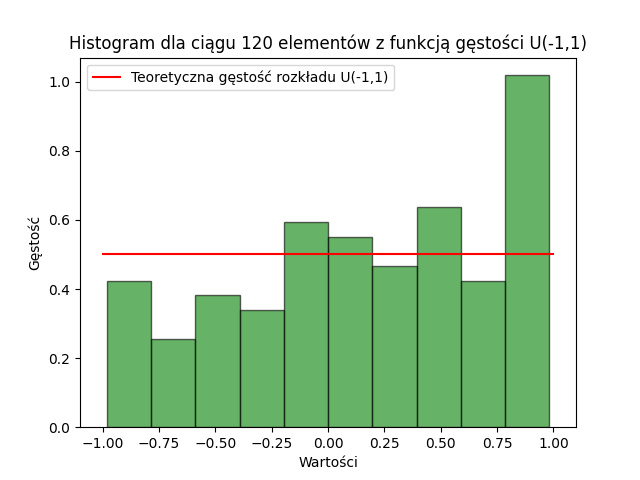 Histogram dla ciągu 120 elementów z funkcją gęstości U(-1,1)
Teoretyczna gęstość rozkładu U(-1,1)
Gęstość
1.0
0.8
0.6
0.4
0.2
0.0
−1.00 −0.75 −0.50 −0.25 0.00 0.25 0.50 0.75 1.00
Wartości